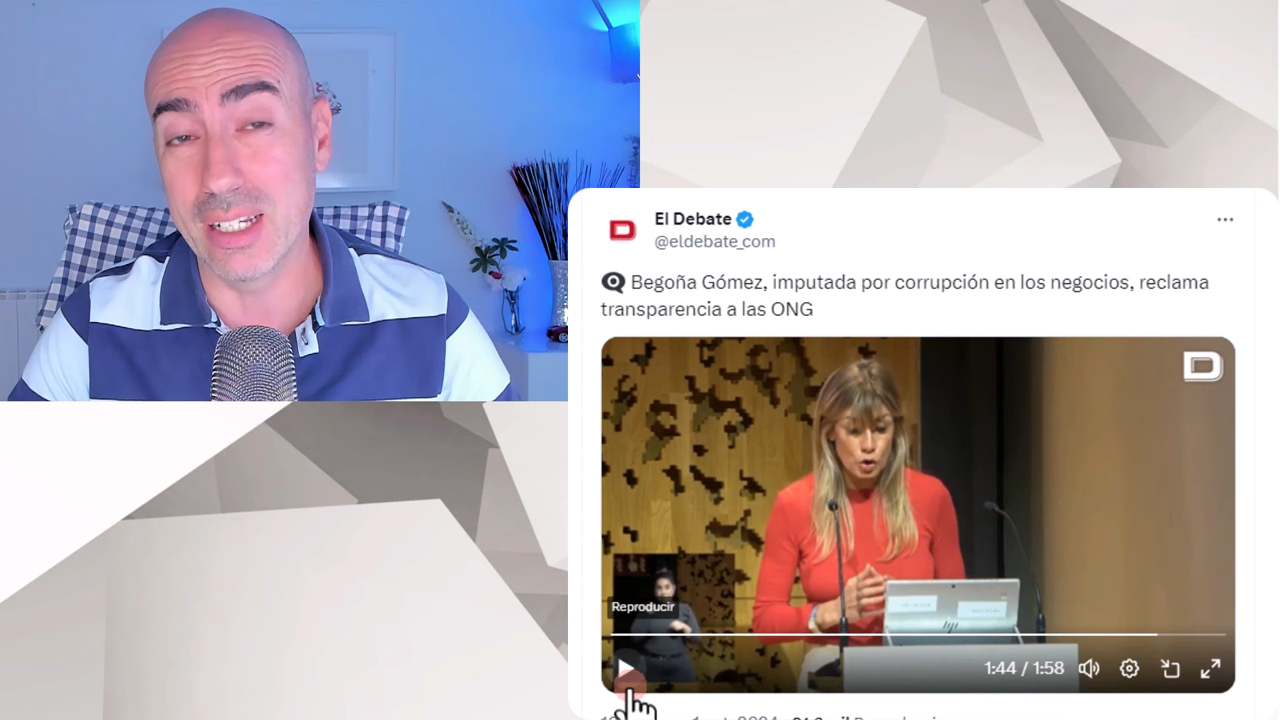 El Debate
@eldebate_com
Begoña Gómez, imputada por corrupción en los negocios, reclama
transparencia a las ONG
D
Reproducir
hp
1:44 / 1:58